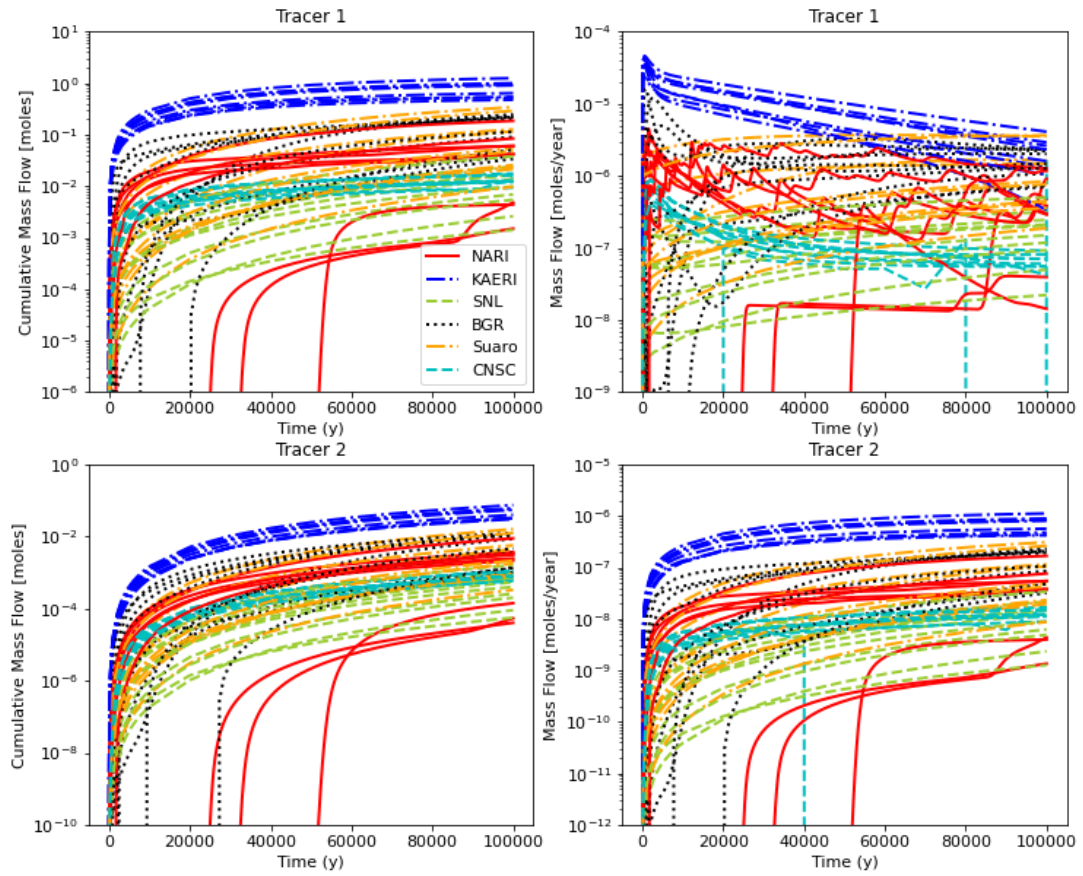 Tracer 1
Cumulative Mass Flow [moles]
10^1
10^0
10^-1
10^-2
10^-3
10^-4
10^-5
10^-6
0 20000 40000 60000 80000 100000
Time (y)
NARI
KAERI
SNL
BGR
Suaro
CNSC
Tracer 1
Mass Flow [moles/year]
10^-4
10^-5
10^-6
10^-7
10^-8
10^-9
0 20000 40000 60000 80000 100000
Time (y)
Tracer 2
Cumulative Mass Flow [moles]
10^0
10^-2
10^-4
10^-6
10^-8
10^-10
0 20000 40000 60000 80000 100000
Time (y)
Tracer 2
Mass Flow [moles/year]
10^-5
10^-6
10^-7
10^-8
10^-9
10^-10
10^-11
10^-12
0 20000 40000 60000 80000 100000
Time (y)